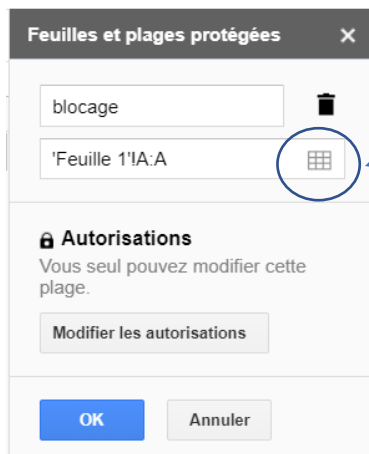 Feuilles et plages protégées
blocage
'Feuille 1'!A:A
Autorisations
Vous seul pouvez modifier cette
plage.
Modifier les autorisations
OK
Annuler